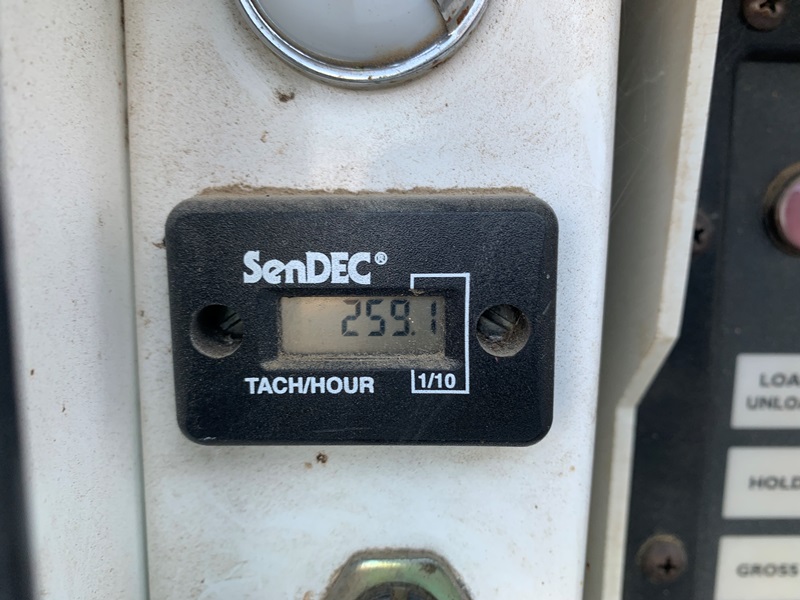 SenDEC®
259.1
TACH/HOUR
1/10
LOA
UNLOA
HOLD
GROSS